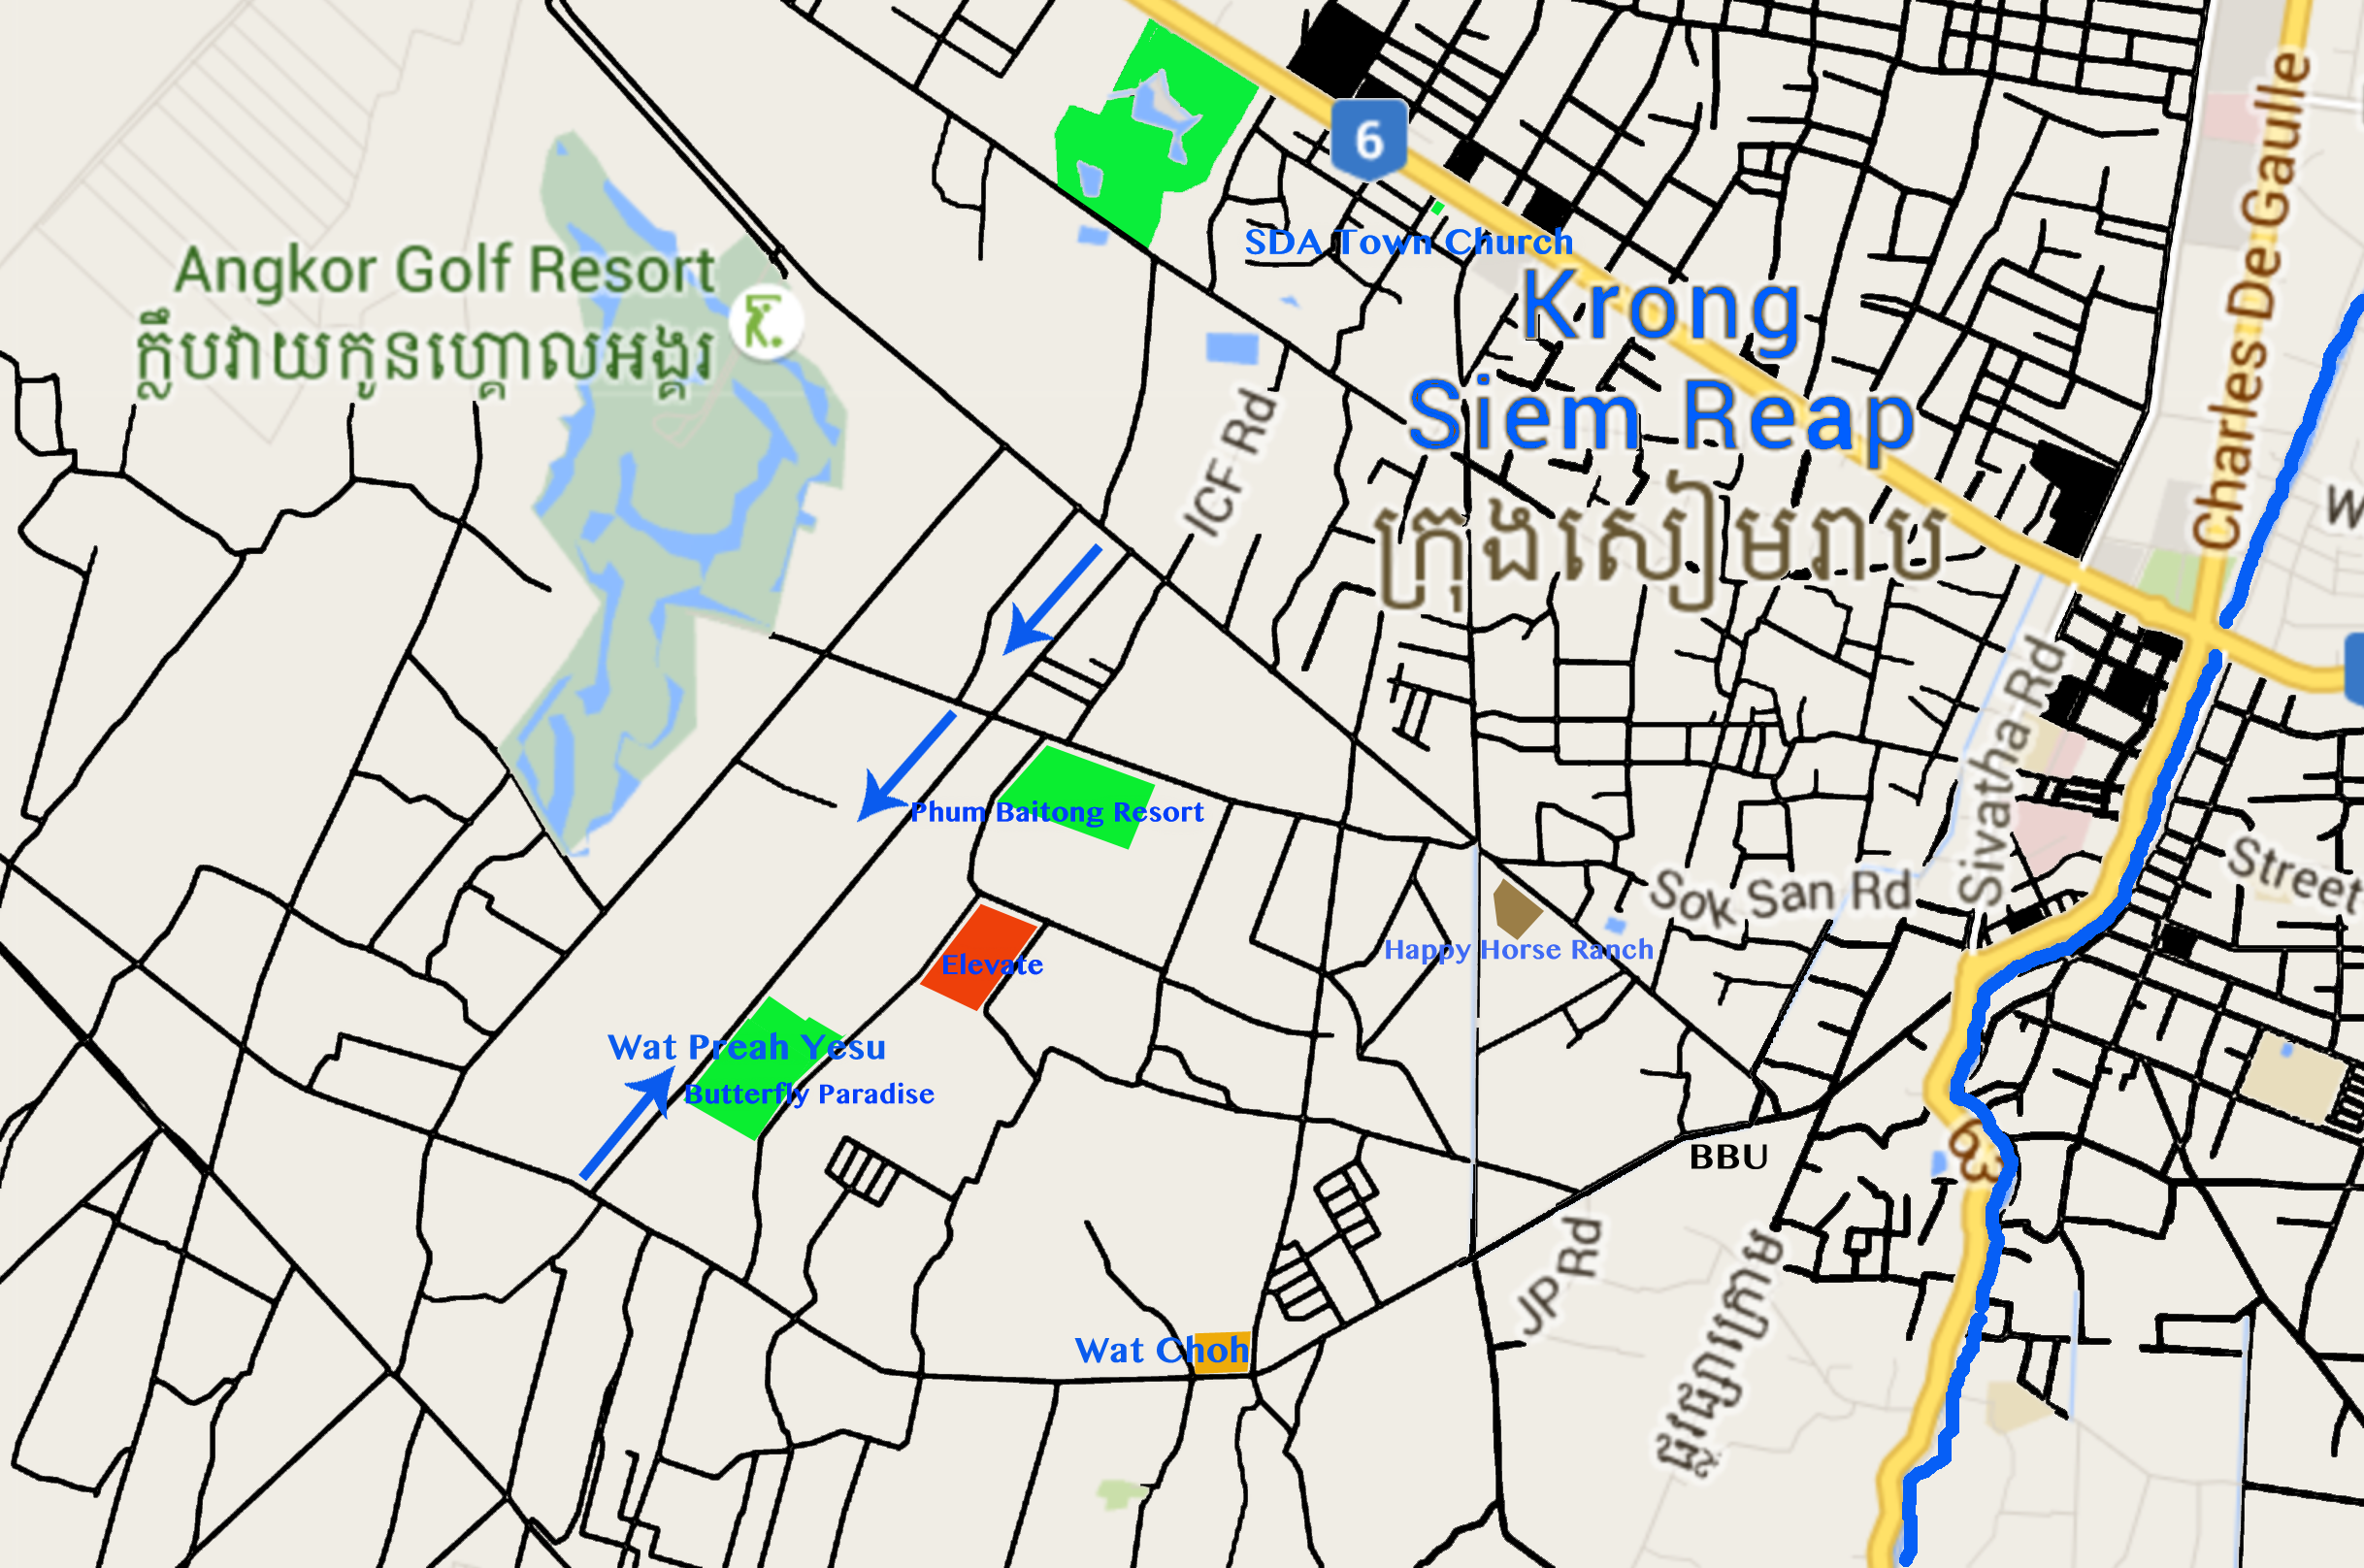 Charles De Gaulle
6
SDA Town Church
Angkor Golf Resort
ក្លឹបវាយកូនហ្គោលអង្គរ
Krong
Siem Reap
ក្រុងសៀមរាប
ICF Rd
W
Sivatha Rd
Phum Baitong Resort
Sok San Rd
Street
Happy Horse Ranch
Elevate
Wat Preah Yesu
Butterfly Paradise
BBU
63
JP Rd
Wat Choh